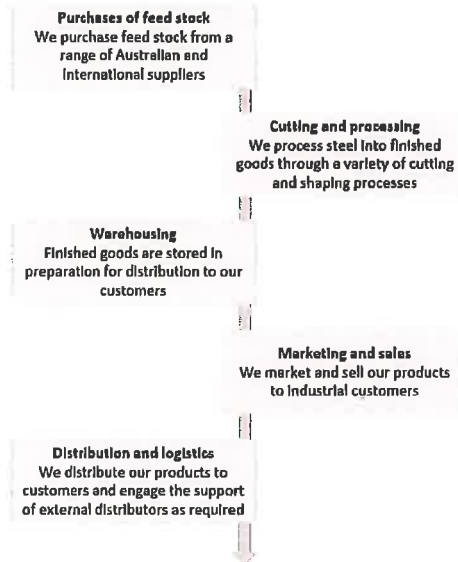 Purchases of feed stock
We purchase feed stock from a
range of Australian and
International suppliers
Cutting and processing
We process steel into finished
goods through a variety of cutting
and shaping processes
Warehousing
Finished goods are stored in
preparation for distribution to our
customers
Marketing and sales
We market and sell our products
to industrial customers
Distribution and logistics
We distribute our products to
customers and engage the support
of external distributors as required